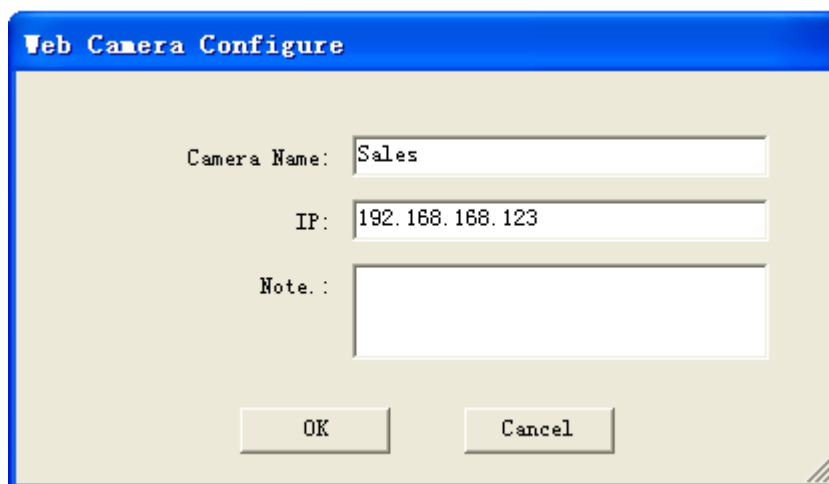 Web Camera Configure
Camera Name: Sales
IP: 192.168.168.123
Note.:
OK Cancel